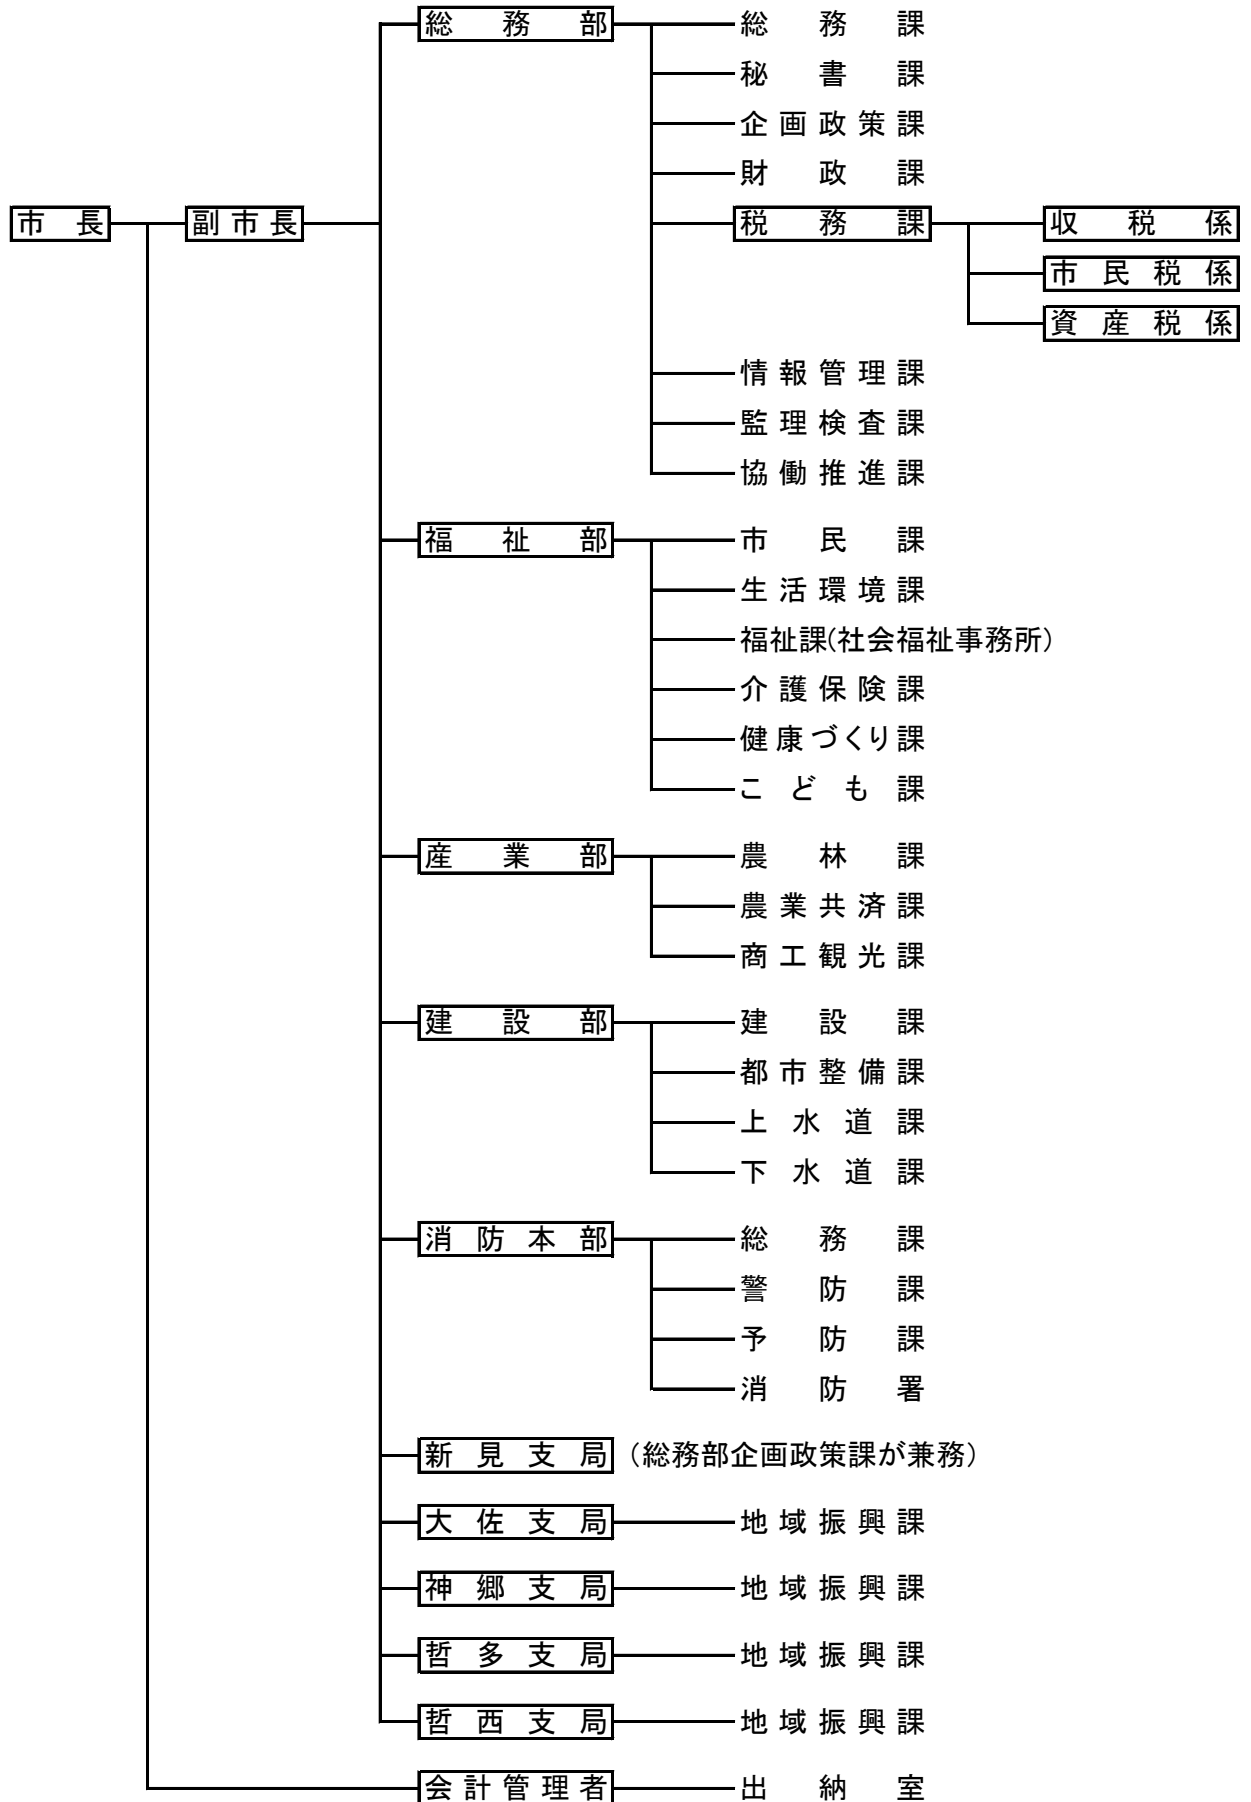 総務部 総務課
秘書課
企画政策課
財政課
市長 副市長 税務課 収税係
市民税係
資産税係
情報管理課
監理検査課
協働推進課
福祉部 市民課
生活環境課
福祉課(社会福祉事務所)
介護保険課
健康づくり課
こども課
産業部 農林課
農業共済課
商工観光課
建設部 建設課
都市整備課
上水道課
下水道課
消防本部 総務課
警防課
予防課
消防署
新見支局 (総務部企画政策課が兼務)
大佐支局 地域振興課
神郷支局 地域振興課
哲多支局 地域振興課
哲西支局 地域振興課
会計管理者 出納室